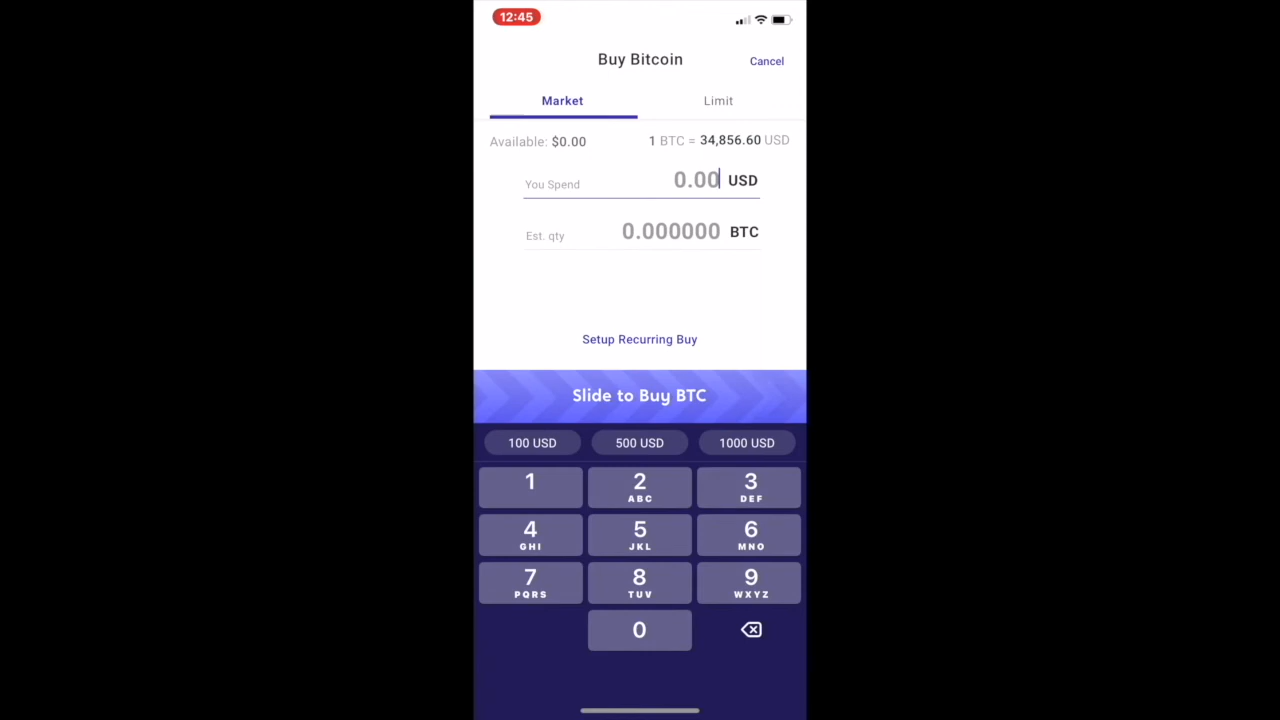 12:45
Buy Bitcoin
Cancel
Market
Limit
Available: $0.00
1 BTC = 34,856.60 USD
You Spend
0.00 USD
Est. qty
0.000000 BTC
Setup Recurring Buy
Slide to Buy BTC
100 USD
500 USD
1000 USD
1
2
ABC
3
DEF
4
GHI
5
JKL
6
MNO
7
PQRS
8
TUV
9
WXYZ
0